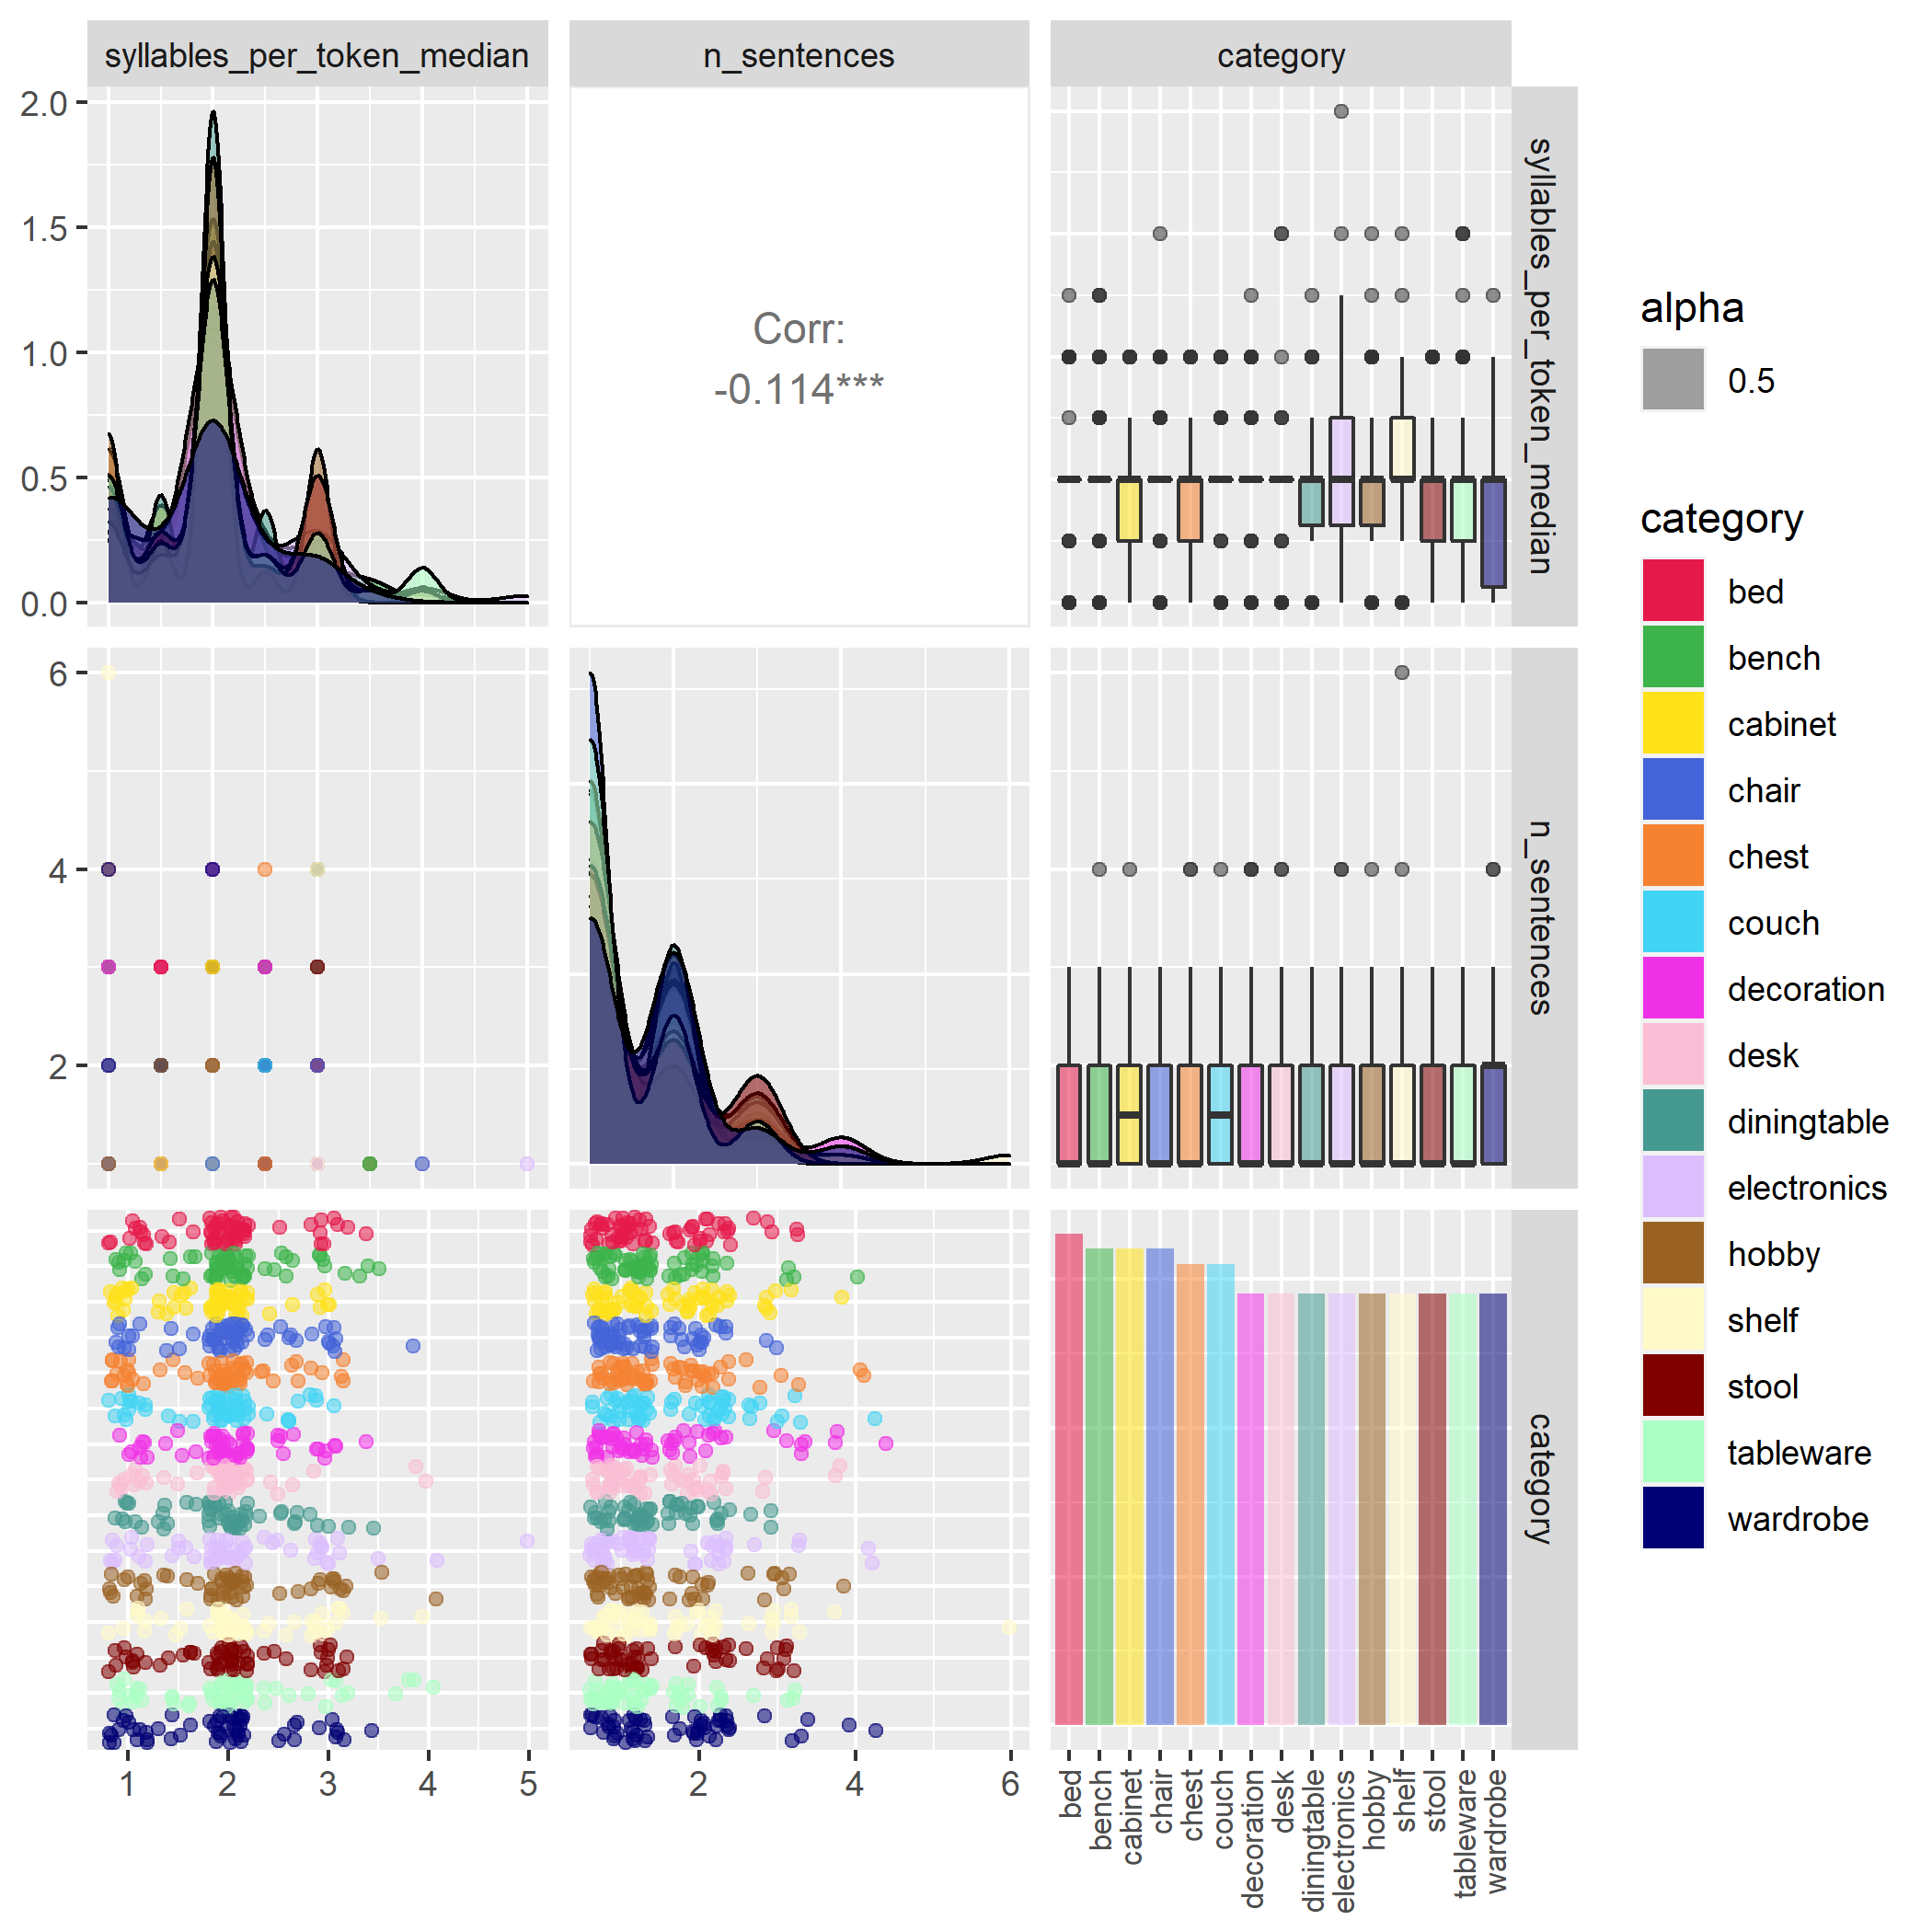 syllables_per_token_median
n_sentences
category
2.0
1.5
1.0
0.5
0.0
Corr:
-0.114***
syllables_per_token_median
6
4
2
n_sentences
category
1 2 3 4 5
2 4 6
bed
bench
cabinet
chair
chest
couch
decoration
desk
diningtable
electronics
hobby
shelf
stool
tableware
wardrobe
alpha
0.5
category
bed
bench
cabinet
chair
chest
couch
decoration
desk
diningtable
electronics
hobby
shelf
stool
tableware
wardrobe